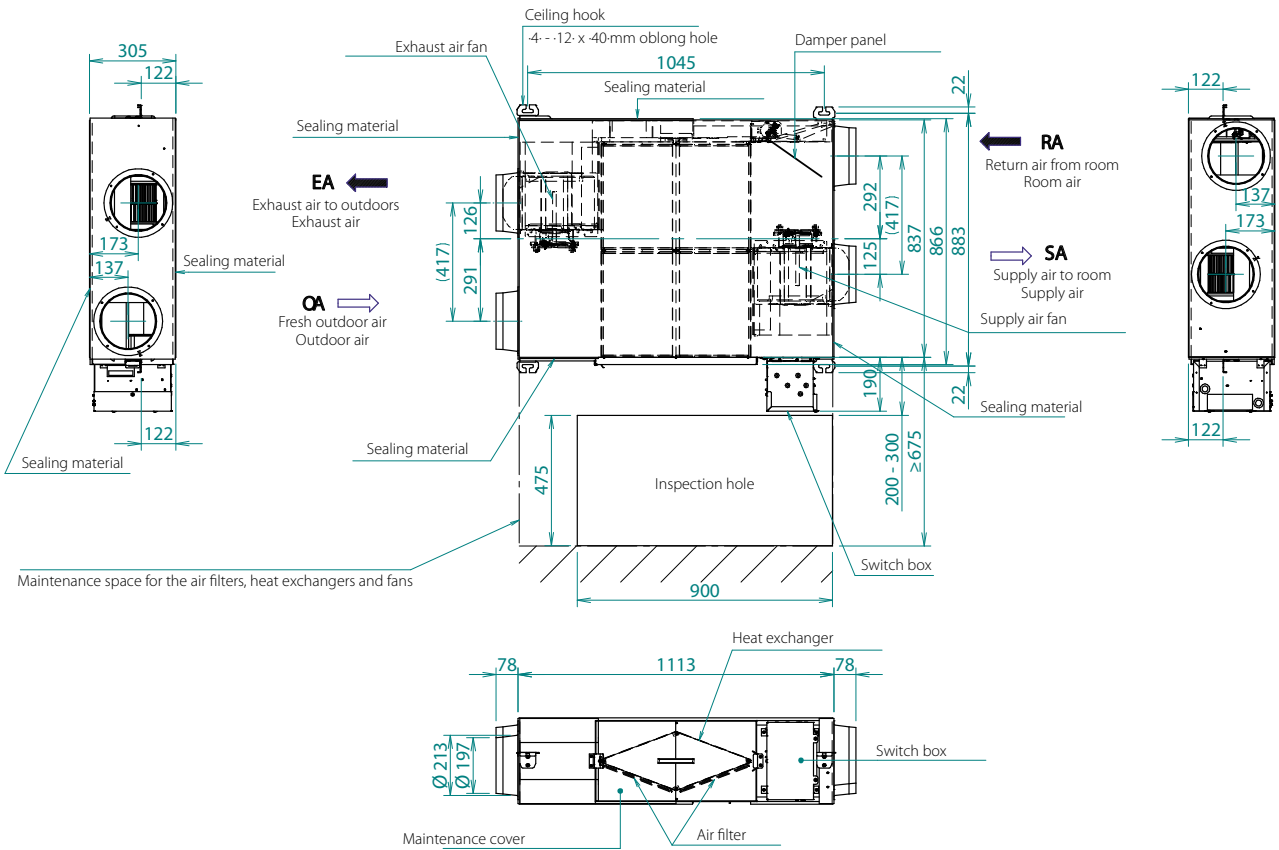 Ceiling hook
·4· - ·12· x ·40·mm oblong hole
Exhaust air fan
Damper panel
305
122
1045
22
122
Sealing material
Sealing material
RA
Return air from room
Room air
EA
Exhaust air to outdoors
Exhaust air
126
(417)
291
292
(417)
125
837
866
883
137
173
173
137
Sealing material
SA
Supply air to room
Supply air
OA
Fresh outdoor air
Outdoor air
Supply air fan
190
22
Sealing material
122
Sealing material
Sealing material
122
475
Inspection hole
200 - 300
≥675
Switch box
Maintenance space for the air filters, heat exchangers and fans
900
Heat exchanger
78
1113
78
Ø 213
Ø 197
Switch box
Maintenance cover
Air filter